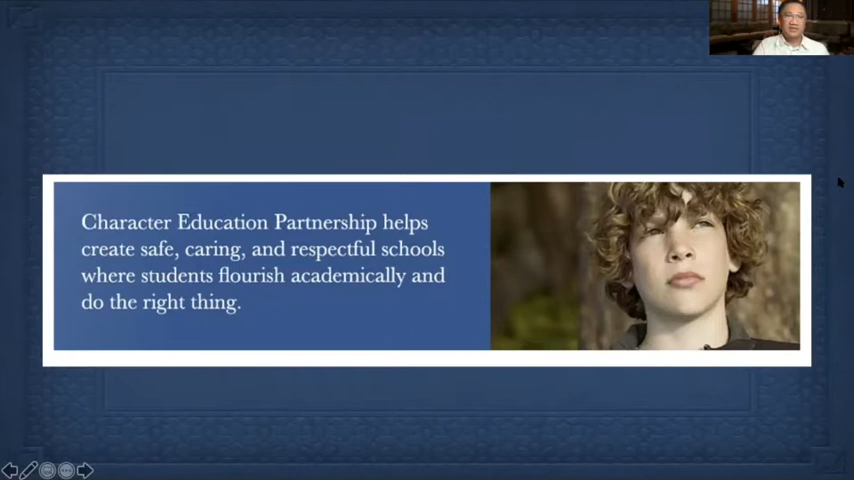 Character Education Partnership helps
create safe, caring, and respectful schools
where students flourish academically and
do the right thing.